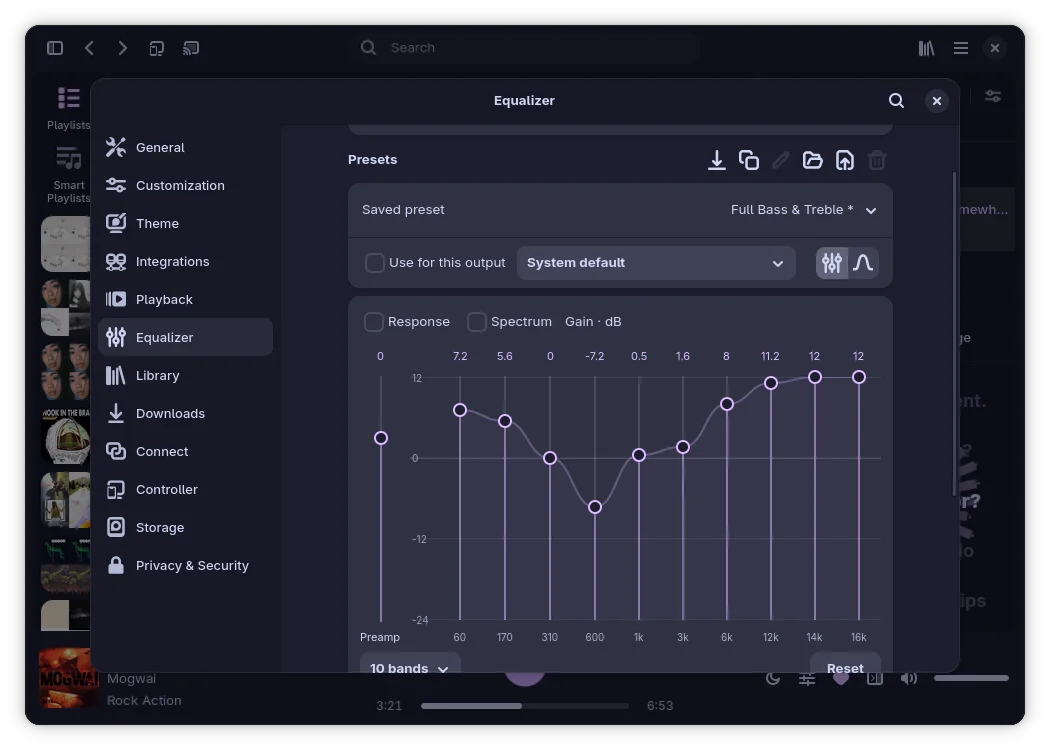 Search
Equalizer
Playlists
Smart
Playlists
General
Customization
Theme
Integrations
Playback
Equalizer
Library
Downloads
Connect
Controller
Storage
Privacy & Security
Presets
Saved preset
Full Bass & Treble *
Use for this output
System default
Response
Spectrum
Gain · dB
0 7.2 5.6 0 -7.2 0.5 1.6 8 11.2 12 12
12
0
-12
-24
Preamp 60 170 310 600 1k 3k 6k 12k 14k 16k
10 bands
Reset
MOGWAI
Mogwai
Rock Action
3:21
6:53